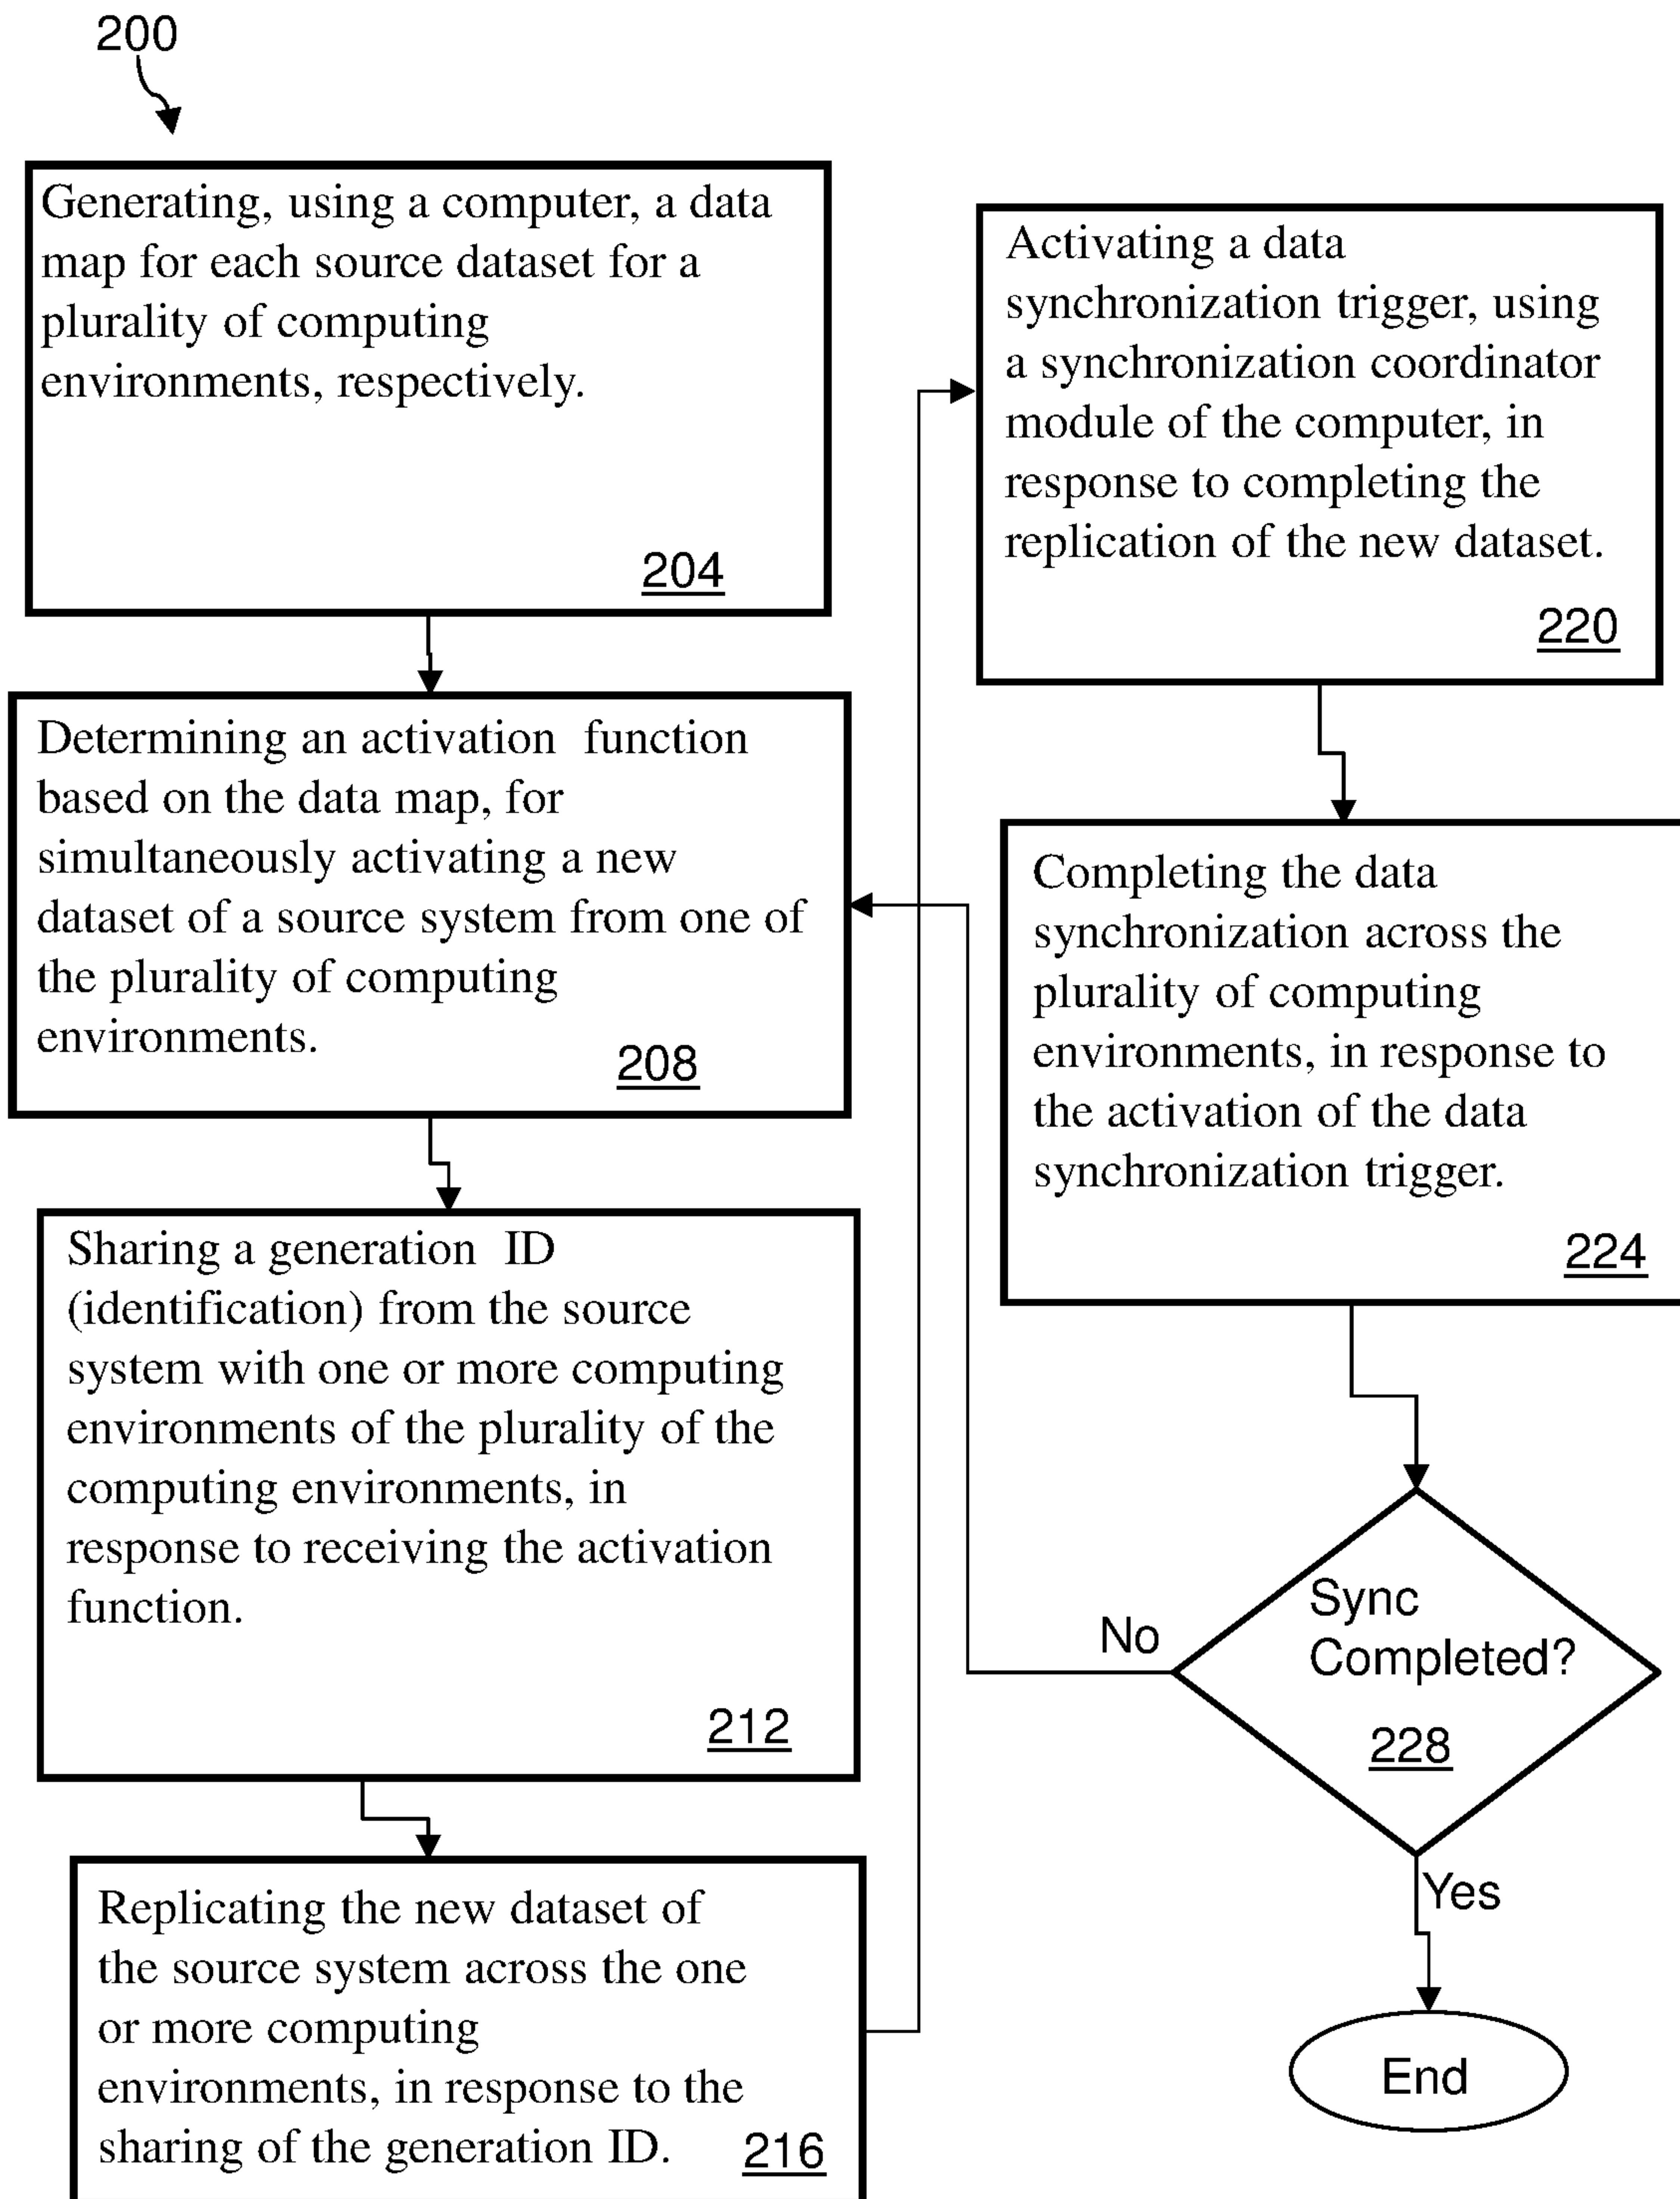 200
Generating, using a computer, a data
map for each source dataset for a
plurality of computing
environments, respectively.
204
Determining an activation function
based on the data map, for
simultaneously activating a new
dataset of a source system from one of
the plurality of computing
environments.
208
Sharing a generation ID
(identification) from the source
system with one or more computing
environments of the plurality of the
computing environments, in
response to receiving the activation
function.
212
Replicating the new dataset of
the source system across the one
or more computing
environments, in response to the
sharing of the generation ID.
216
Activating a data
synchronization trigger, using
a synchronization coordinator
module of the computer, in
response to completing the
replication of the new dataset.
220
Completing the data
synchronization across the
plurality of computing
environments, in response to
the activation of the data
synchronization trigger.
224
Sync
Completed?
228
No
Yes
End